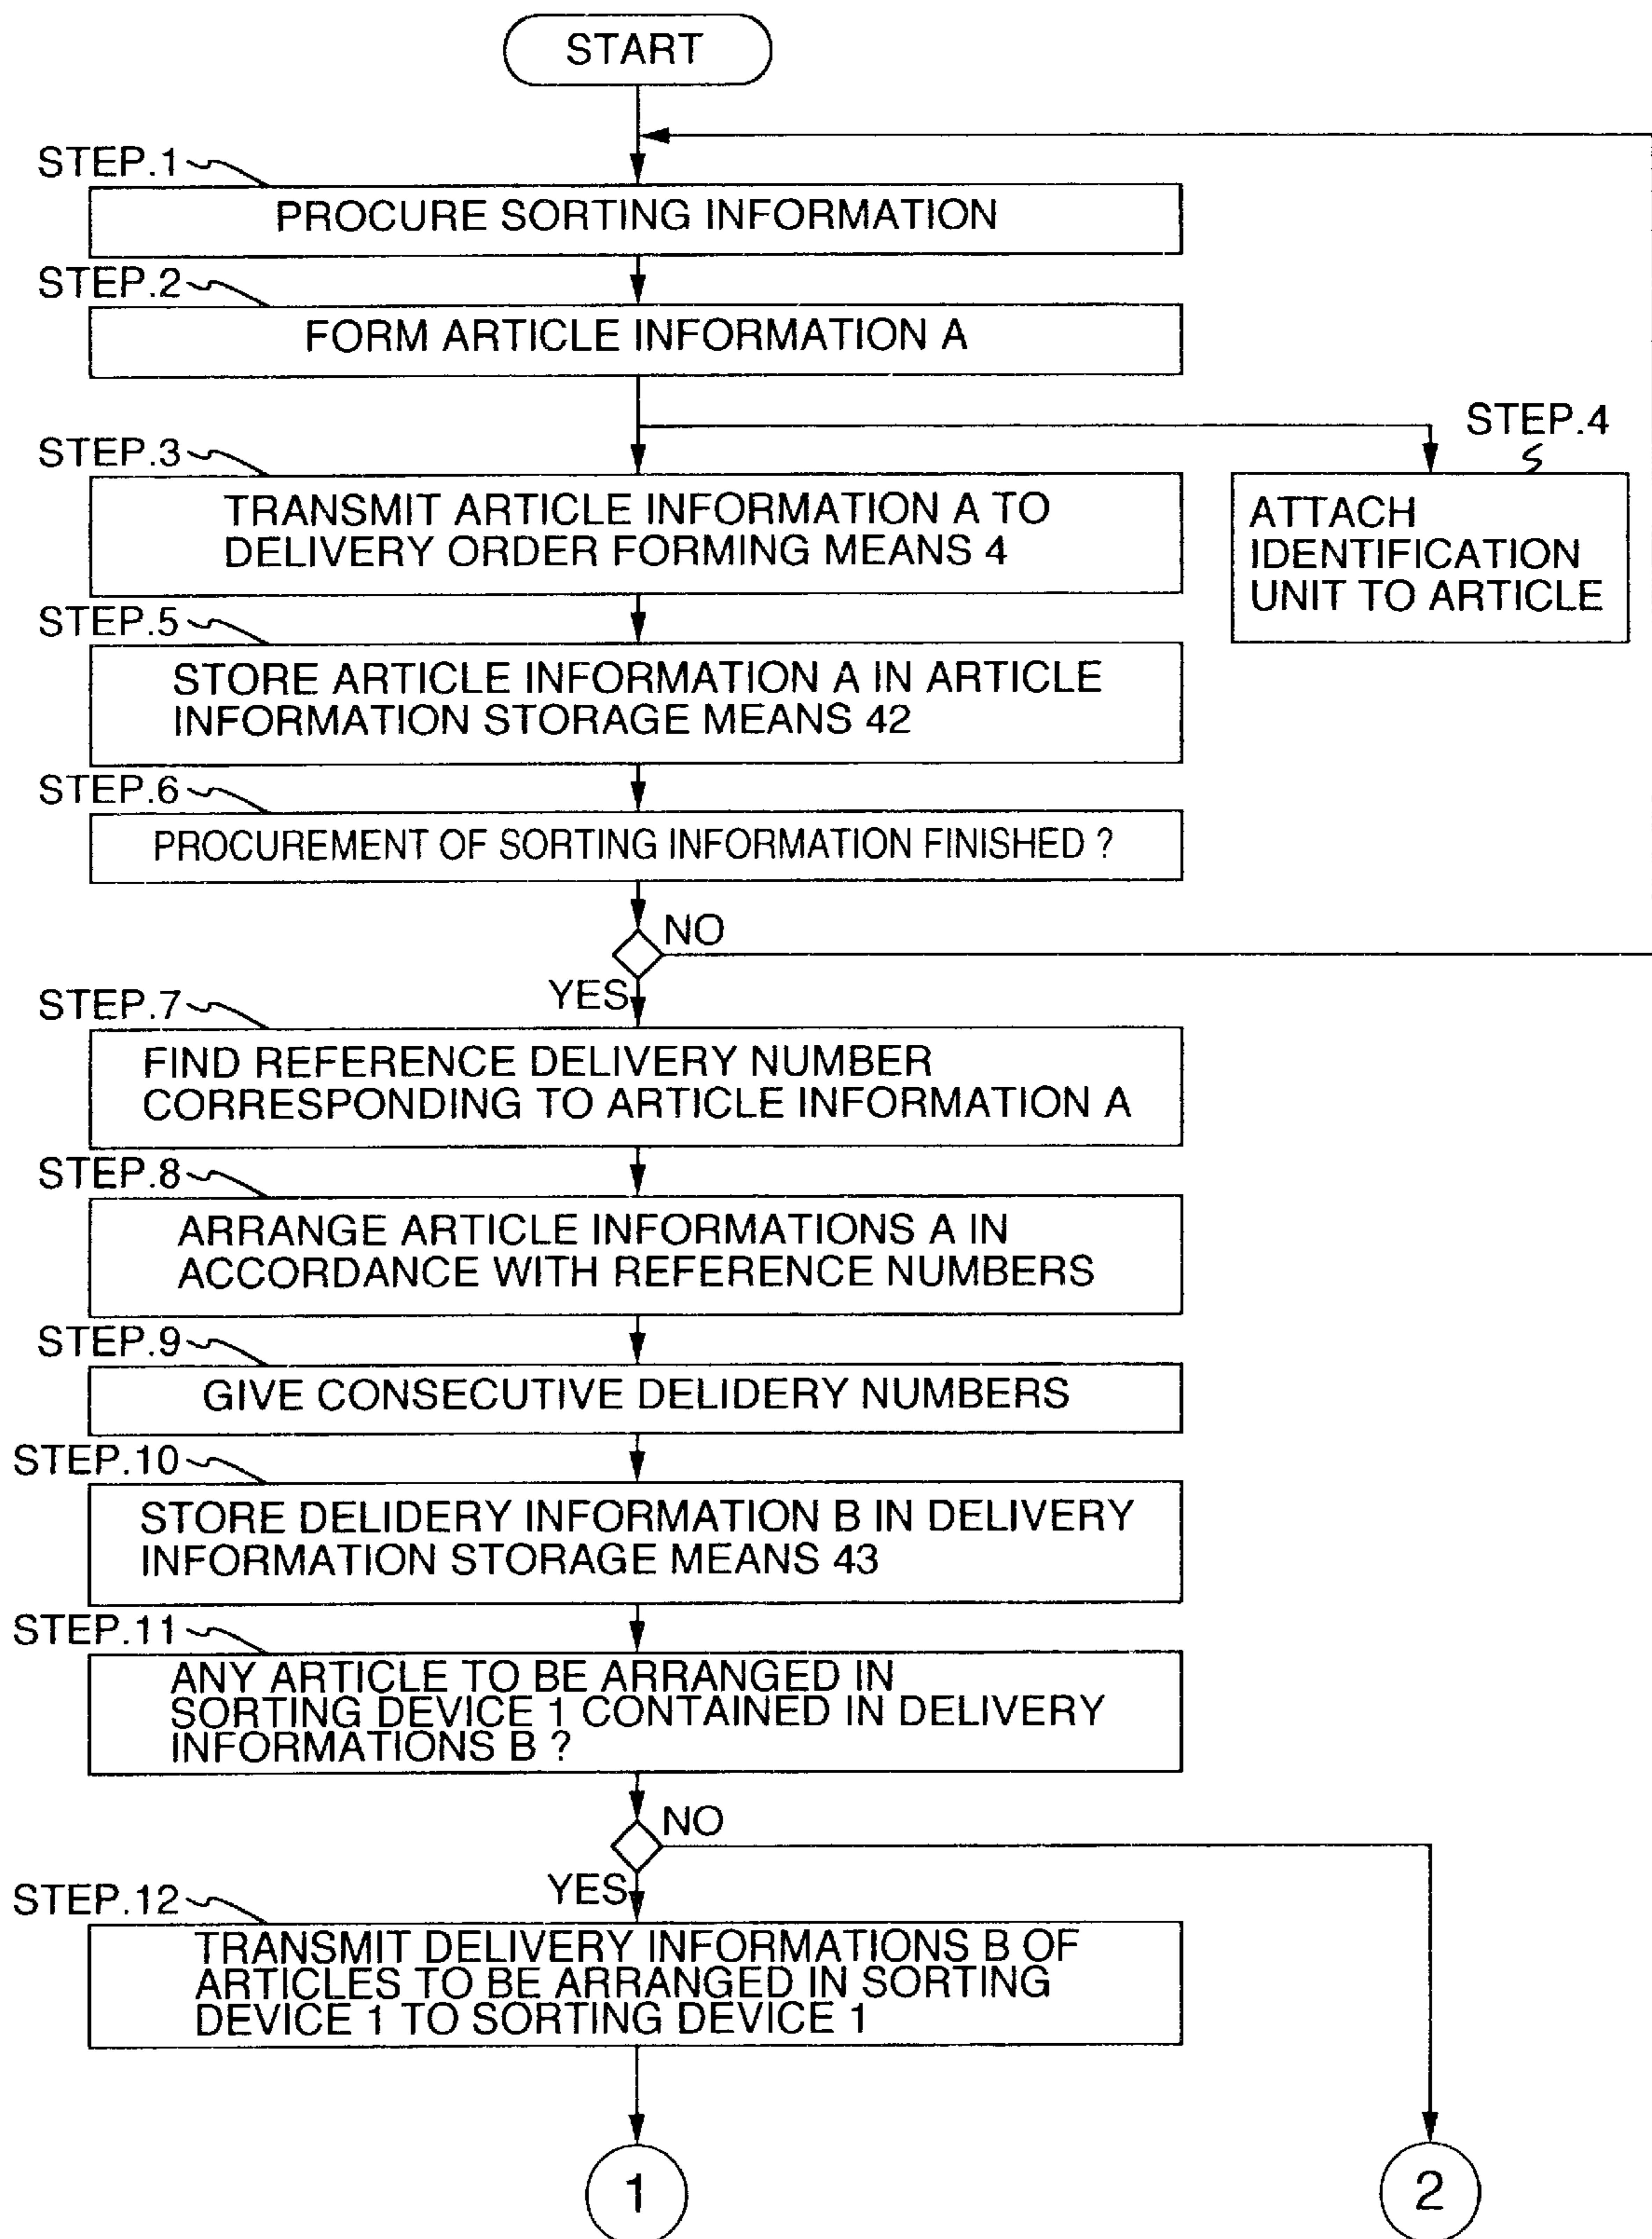 START
STEP.1
PROCURE SORTING INFORMATION
STEP.2
FORM ARTICLE INFORMATION A
STEP.3
TRANSMIT ARTICLE INFORMATION A TO
DELIVERY ORDER FORMING MEANS 4
STEP.4
ATTACH
IDENTIFICATION
UNIT TO ARTICLE
STEP.5
STORE ARTICLE INFORMATION A IN ARTICLE
INFORMATION STORAGE MEANS 42
STEP.6
PROCUREMENT OF SORTING INFORMATION FINISHED ?
NO
YES
STEP.7
FIND REFERENCE DELIVERY NUMBER
CORRESPONDING TO ARTICLE INFORMATION A
STEP.8
ARRANGE ARTICLE INFORMATIONS A IN
ACCORDANCE WITH REFERENCE NUMBERS
STEP.9
GIVE CONSECUTIVE DELIDERY NUMBERS
STEP.10
STORE DELIDERY INFORMATION B IN DELIVERY
INFORMATION STORAGE MEANS 43
STEP.11
ANY ARTICLE TO BE ARRANGED IN
SORTING DEVICE 1 CONTAINED IN DELIVERY
INFORMATIONS B ?
NO
YES
STEP.12
TRANSMIT DELIVERY INFORMATIONS B OF
ARTICLES TO BE ARRANGED IN SORTING
DEVICE 1 TO SORTING DEVICE 1
1
2